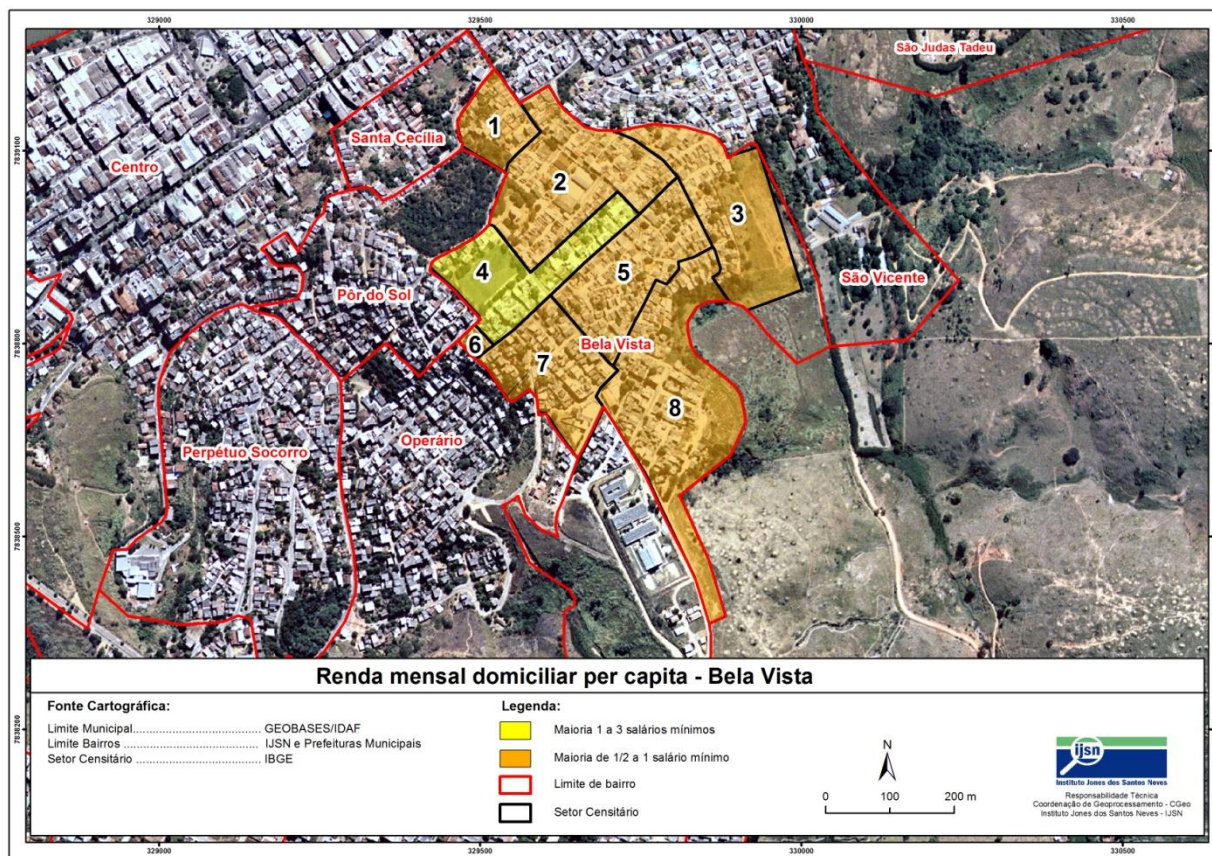 329000 329500 330000 330500
São Judas Tadeu
7839100
1
Santa Cecília
Centro
2
3
4
5
São Vicente
Pôr do Sol
7838800
6
Bela Vista
7
8
Operário
Perpétuo Socorro
7838500
Renda mensal domiciliar per capita - Bela Vista
Fonte Cartográfica:
Limite Municipal............................ GEOBASES/IDAF
Limite Bairros .............................. IJSN e Prefeituras Municipais
Setor Censitário ............................ IBGE
Legenda:
Maioria 1 a 3 salários mínimos
Maioria de 1/2 a 1 salário mínimo
Limite de bairro
Setor Censitário
7838200
N
0 100 200 m
ijsn
Instituto Jones dos Santos Neves
Responsabilidade Técnica
Coordenação de Geoprocessamento - CGeo
Instituto Jones dos Santos Neves - IJSN
329000 329500 330000 330500